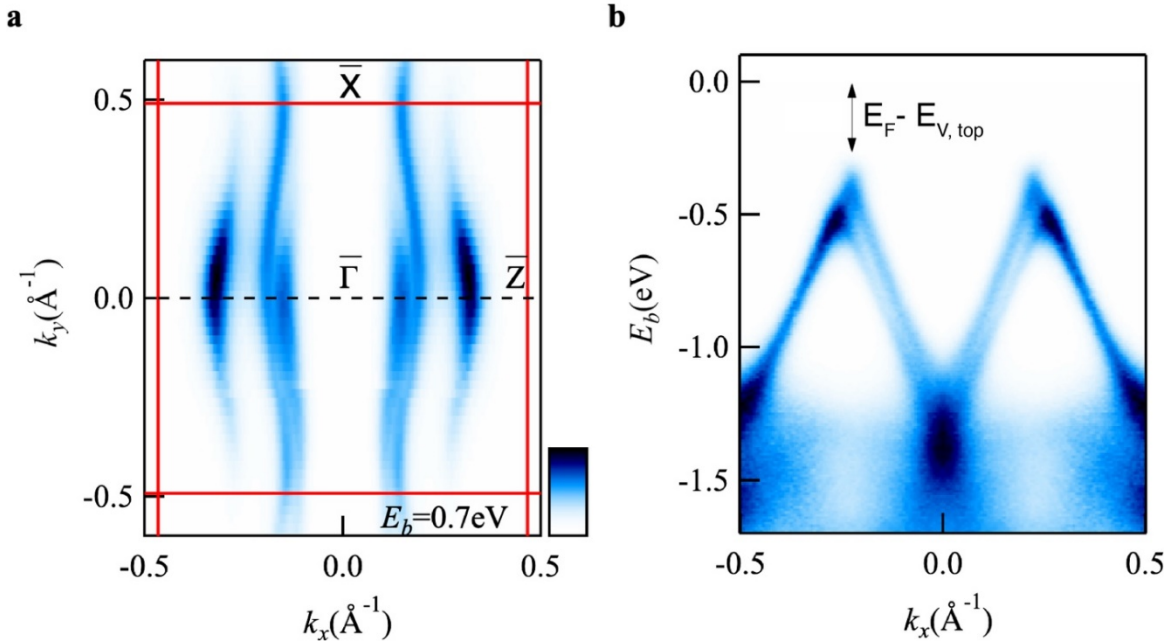 a
b
X̅
0.5
Γ̅
Z̅
0.0
-0.5
E_b=0.7eV
-0.5
0.0
0.5
k_x(Å⁻¹)
k_y(Å⁻¹)
0.0
E_F- E_V, top
-0.5
-1.0
-1.5
E_b(eV)
-0.5
0.0
0.5
k_x(Å⁻¹)